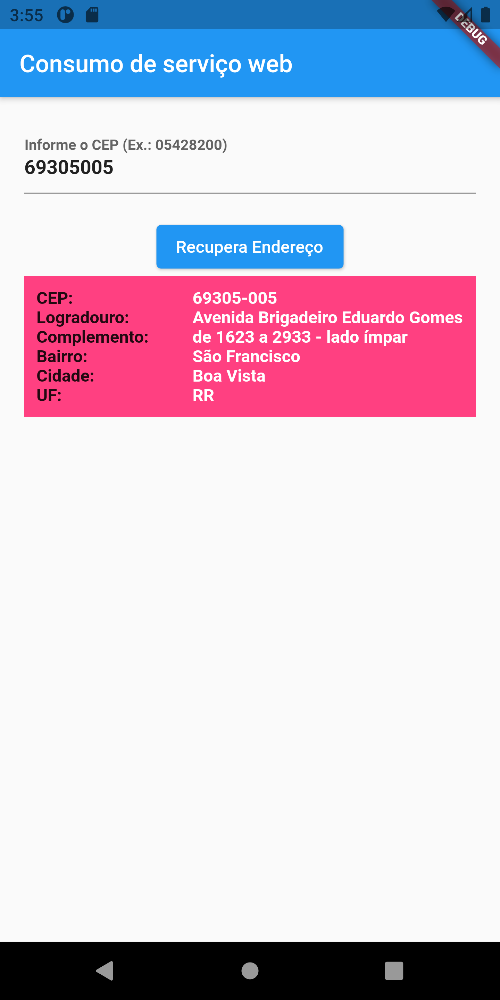 3:55
DEBUG
Consumo de serviço web
Informe o CEP (Ex.: 05428200)
69305005
Recupera Endereço
CEP: 69305-005
Logradouro: Avenida Brigadeiro Eduardo Gomes
Complemento: de 1623 a 2933 - lado ímpar
Bairro: São Francisco
Cidade: Boa Vista
UF: RR